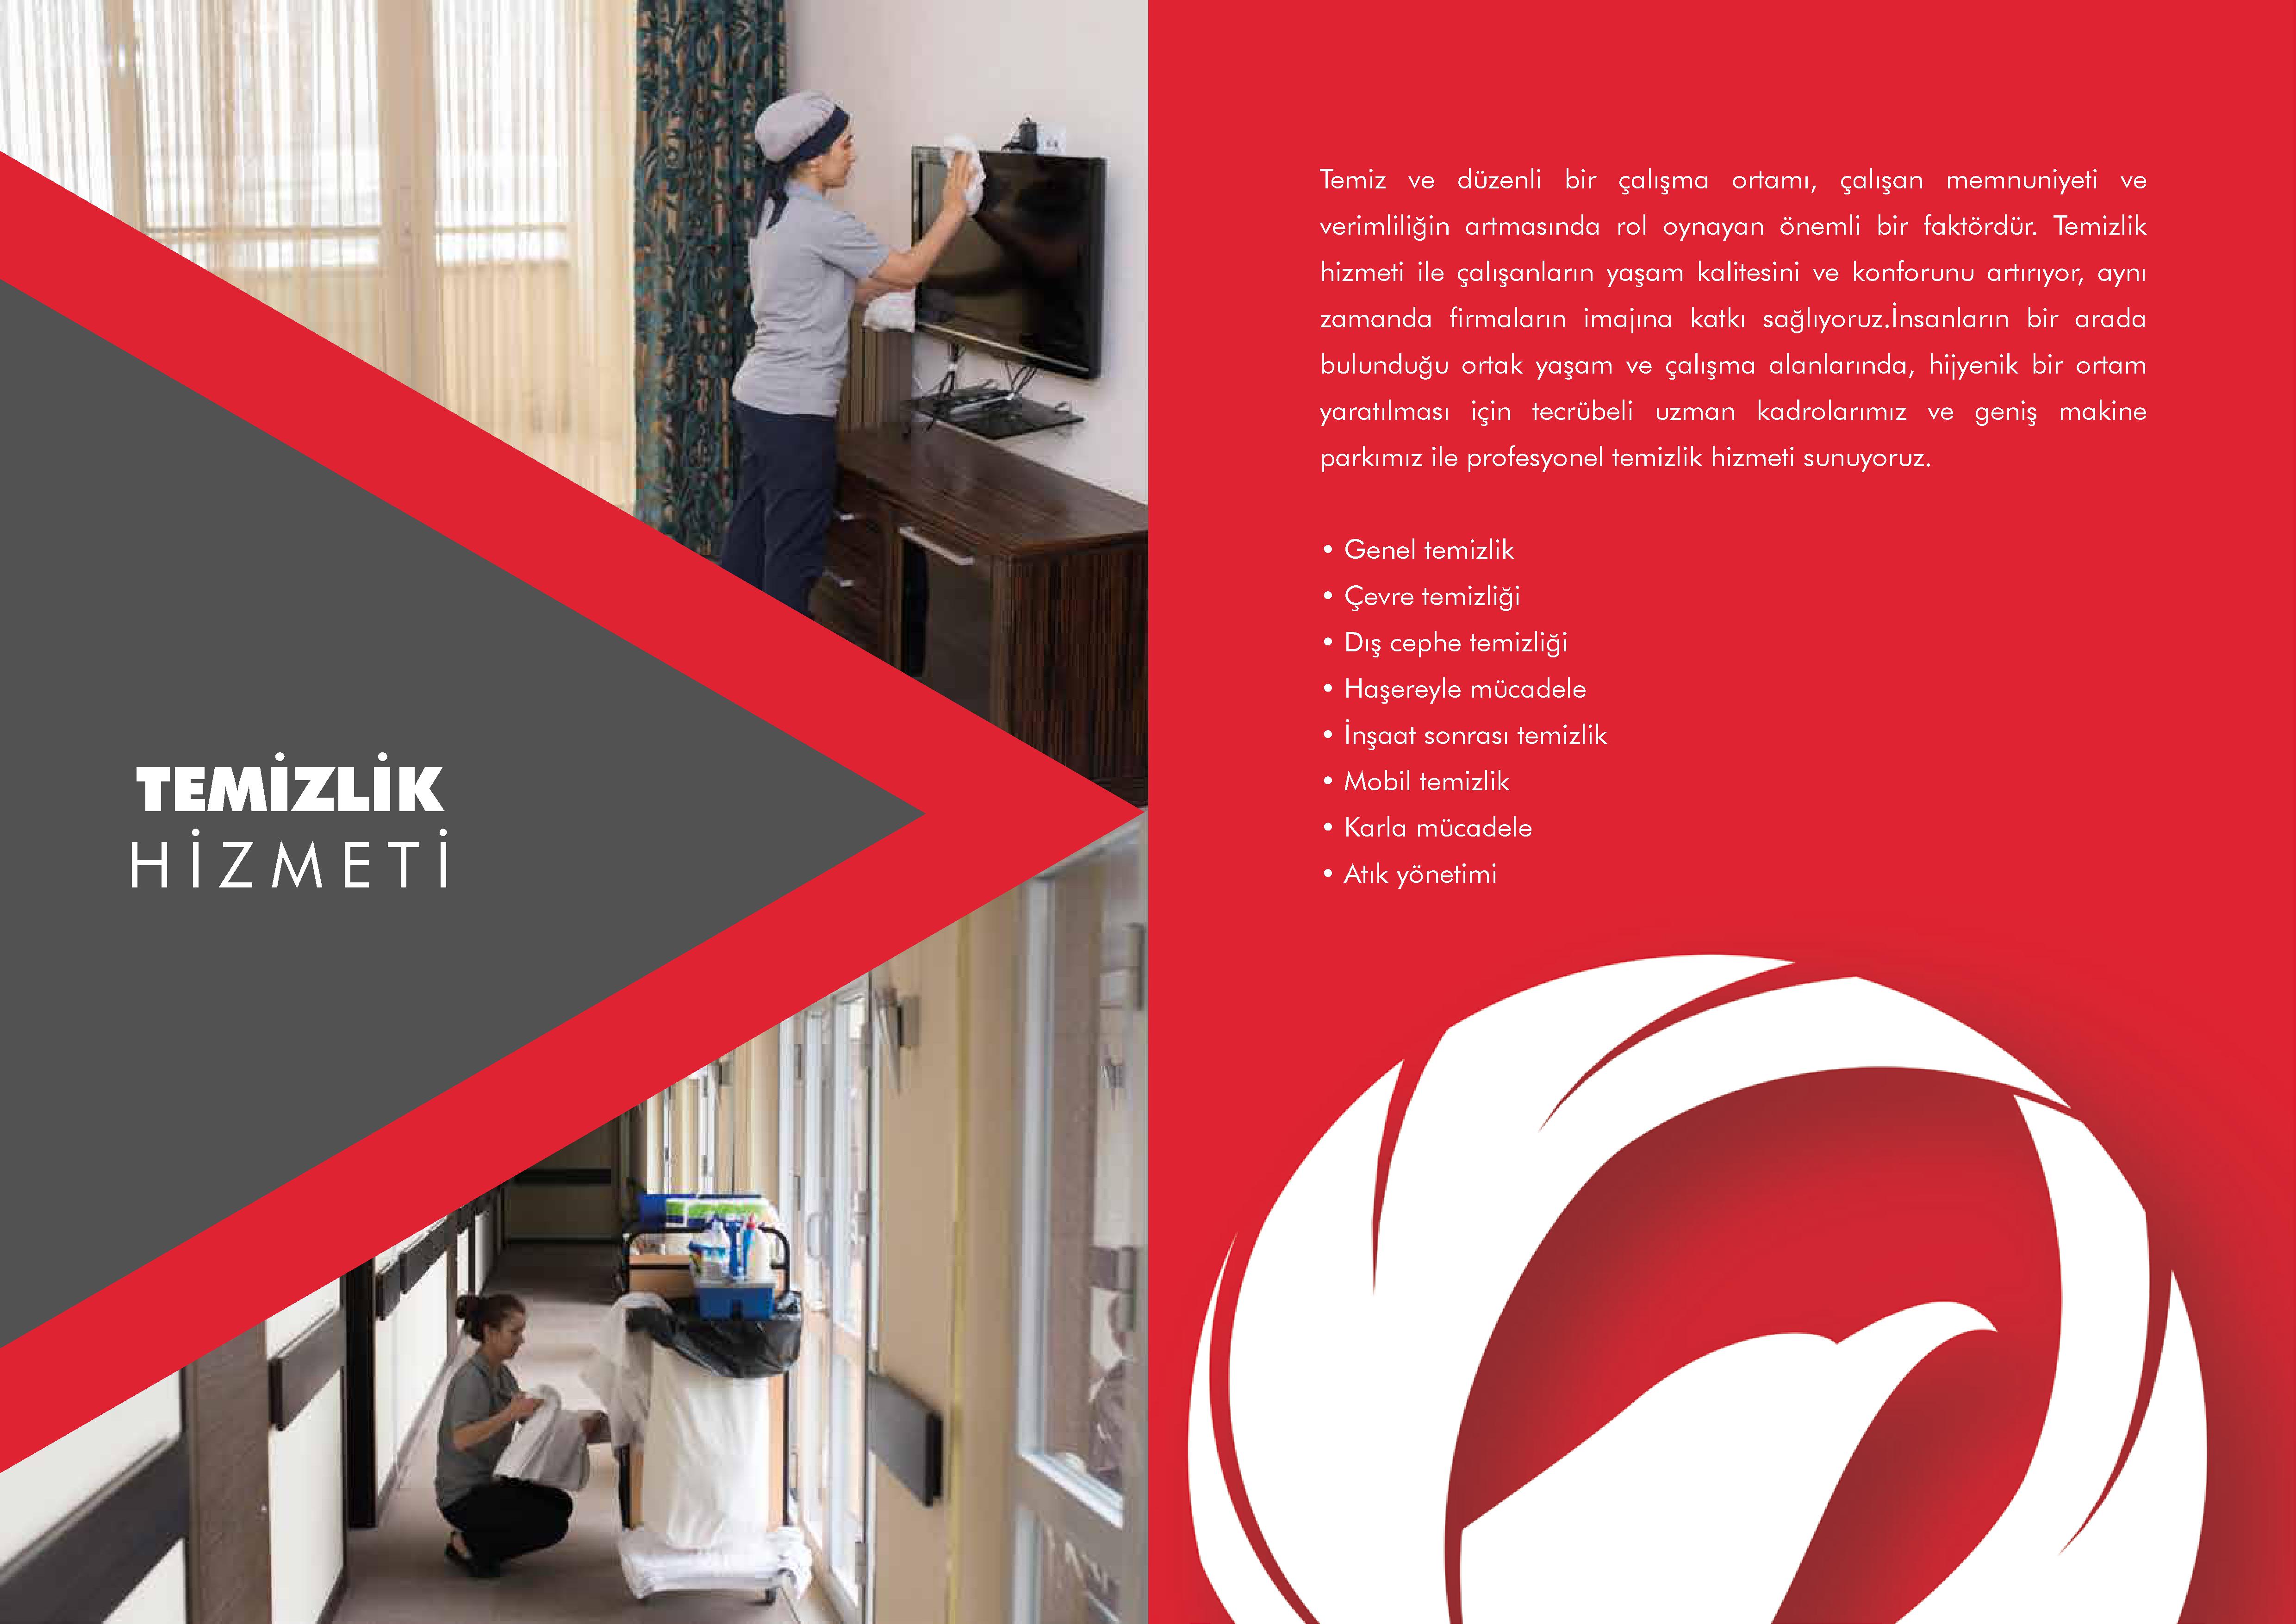 TEMİZLİK
HİZMETİ
Temiz ve düzenli bir çalışma ortamı, çalışan memnuniyeti ve
verimliliğin artmasında rol oynayan önemli bir faktördür. Temizlik
hizmeti ile çalışanların yaşam kalitesini ve konforunu artırıyor, aynı
zamanda firmaların imajına katkı sağlıyoruz.İnsanların bir arada
bulunduğu ortak yaşam ve çalışma alanlarında, hijyenik bir ortam
yaratılması için tecrübeli uzman kadrolarımız ve geniş makine
parkımız ile profesyonel temizlik hizmeti sunuyoruz.
• Genel temizlik
• Çevre temizliği
• Dış cephe temizliği
• Haşereyle mücadele
• İnşaat sonrası temizlik
• Mobil temizlik
• Karla mücadele
• Atık yönetimi